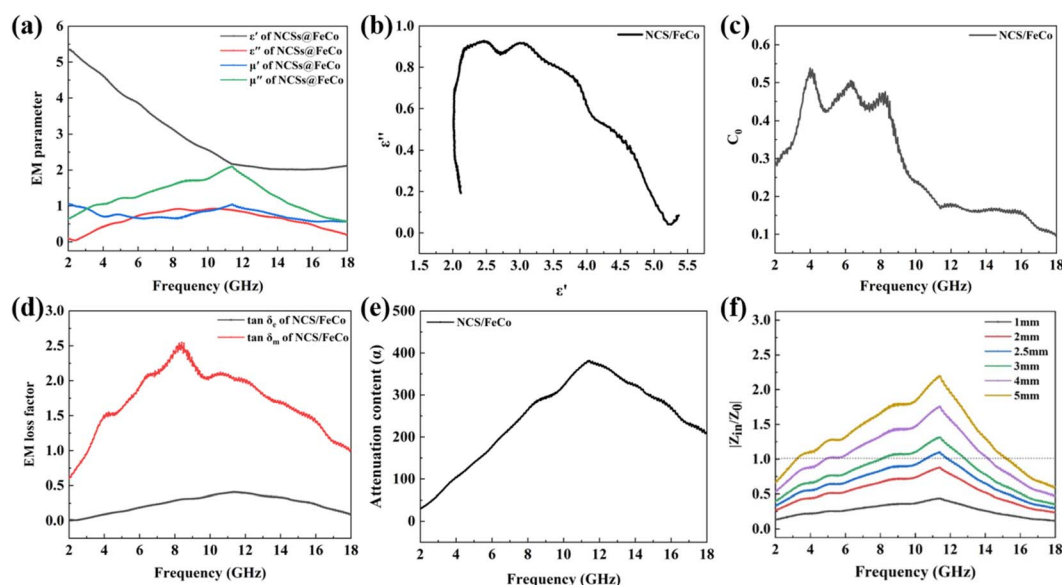 (a)
ε′ of NCSs@FeCo
ε″ of NCSs@FeCo
μ′ of NCSs@FeCo
μ″ of NCSs@FeCo
EM parameter
6
5
4
3
2
1
0
2 4 6 8 10 12 14 16 18
Frequency (GHz)
(b)
NCS/FeCo
ε''
1.0
0.8
0.6
0.4
0.2
0.0
1.5 2.0 2.5 3.0 3.5 4.0 4.5 5.0 5.5
ε'
(c)
NCS/FeCo
C₀
0.5
0.4
0.3
0.2
0.1
2 4 6 8 10 12 14 16 18
Frequency (GHz)
(d)
tan δₑ of NCS/FeCo
tan δₘ of NCS/FeCo
EM loss factor
3.0
2.5
2.0
1.5
1.0
0.5
0.0
2 4 6 8 10 12 14 16 18
Frequency (GHz)
(e)
NCS/FeCo
Attenuation content (α)
500
400
300
200
100
0
2 4 6 8 10 12 14 16 18
Frequency (GHz)
(f)
1mm
2mm
2.5mm
3mm
4mm
5mm
|Zin/Z0|
3.0
2.5
2.0
1.5
1.0
0.5
0.0
2 4 6 8 10 12 14 16 18
Frequency (GHz)